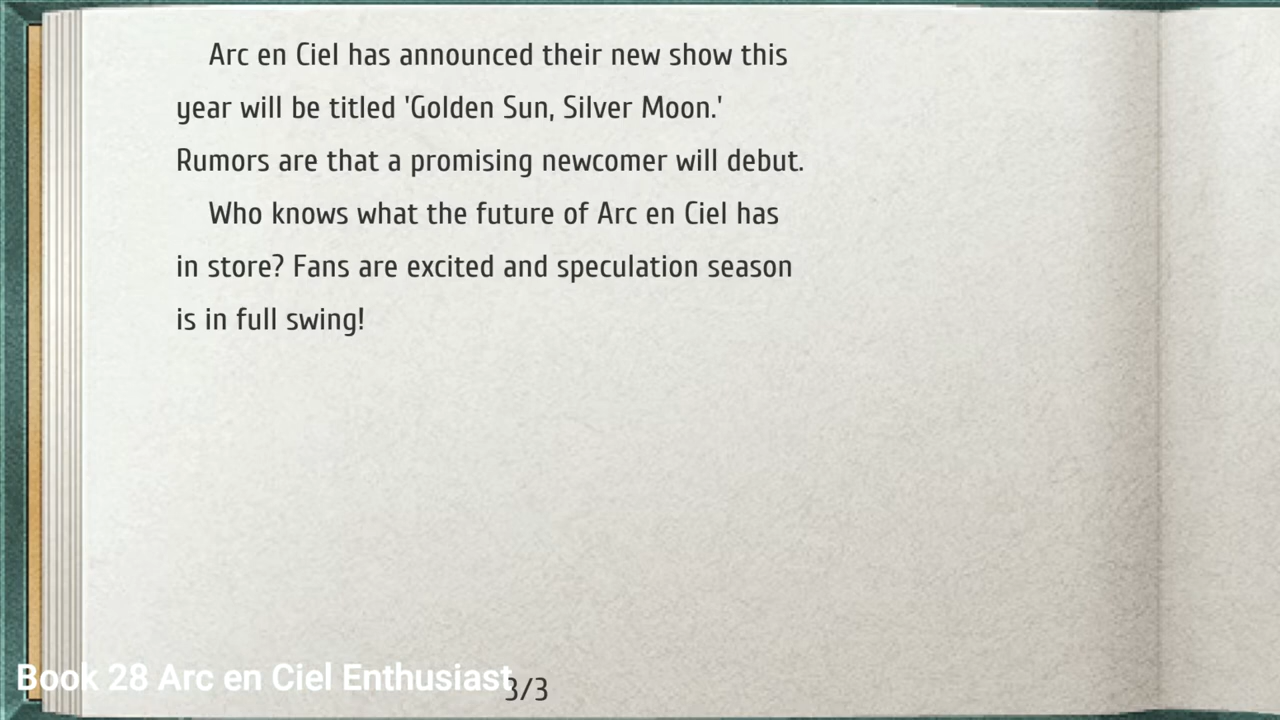 Arc en Ciel has announced their new show this
year will be titled 'Golden Sun, Silver Moon.'
Rumors are that a promising newcomer will debut.
Who knows what the future of Arc en Ciel has
in store? Fans are excited and speculation season
is in full swing!
Book 28 Arc en Ciel Enthusiast
3/3